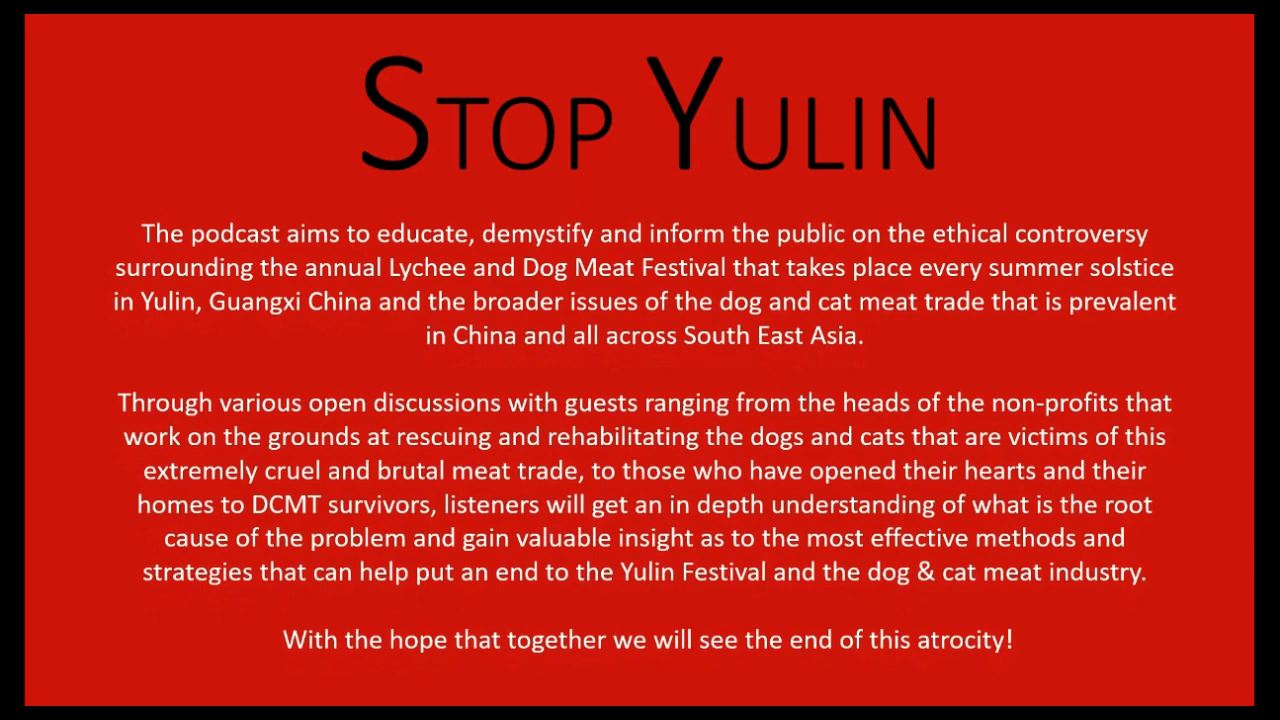 STOP YULIN
The podcast aims to educate, demystify and inform the public on the ethical controversy
surrounding the annual Lychee and Dog Meat Festival that takes place every summer solstice
in Yulin, Guangxi China and the broader issues of the dog and cat meat trade that is prevalent
in China and all across South East Asia.
Through various open discussions with guests ranging from the heads of the non-profits that
work on the grounds at rescuing and rehabilitating the dogs and cats that are victims of this
extremely cruel and brutal meat trade, to those who have opened their hearts and their
homes to DCMT survivors, listeners will get an in depth understanding of what is the root
cause of the problem and gain valuable insight as to the most effective methods and
strategies that can help put an end to the Yulin Festival and the dog & cat meat industry.
With the hope that together we will see the end of this atrocity!